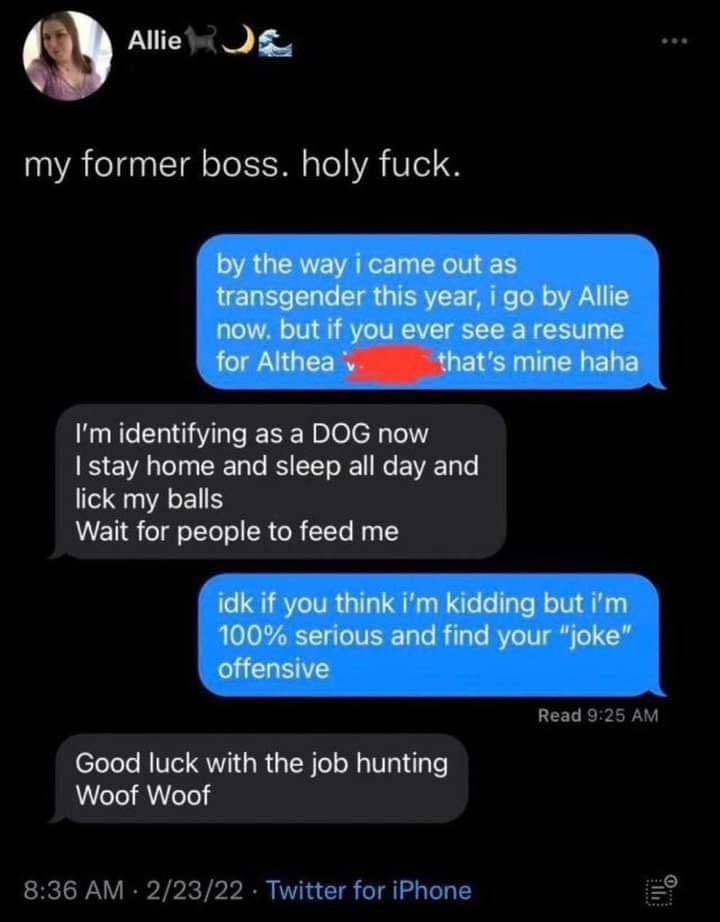 Allie
my former boss. holy fuck.
by the way i came out as
transgender this year, i go by Allie
now. but if you ever see a resume
for Althea that's mine haha
I'm identifying as a DOG now
I stay home and sleep all day and
lick my balls
Wait for people to feed me
idk if you think i'm kidding but i'm
100% serious and find your "joke"
offensive
Read 9:25 AM
Good luck with the job hunting
Woof Woof
8:36 AM · 2/23/22 · Twitter for iPhone